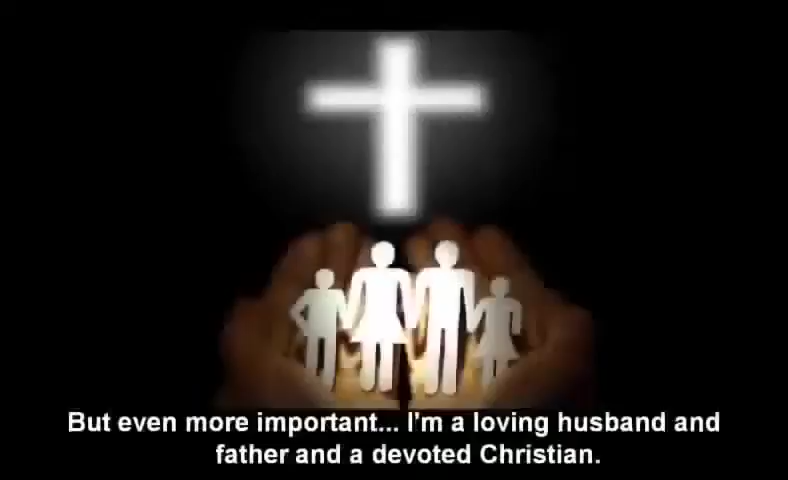 But even more important... I'm a loving husband and
father and a devoted Christian.